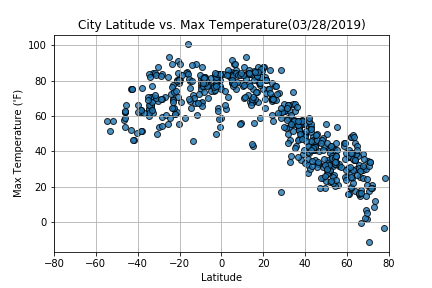 City Latitude vs. Max Temperature(03/28/2019)
100
80
60
40
20
0
Max Temperature (°F)
−80 −60 −40 −20 0 20 40 60 80
Latitude